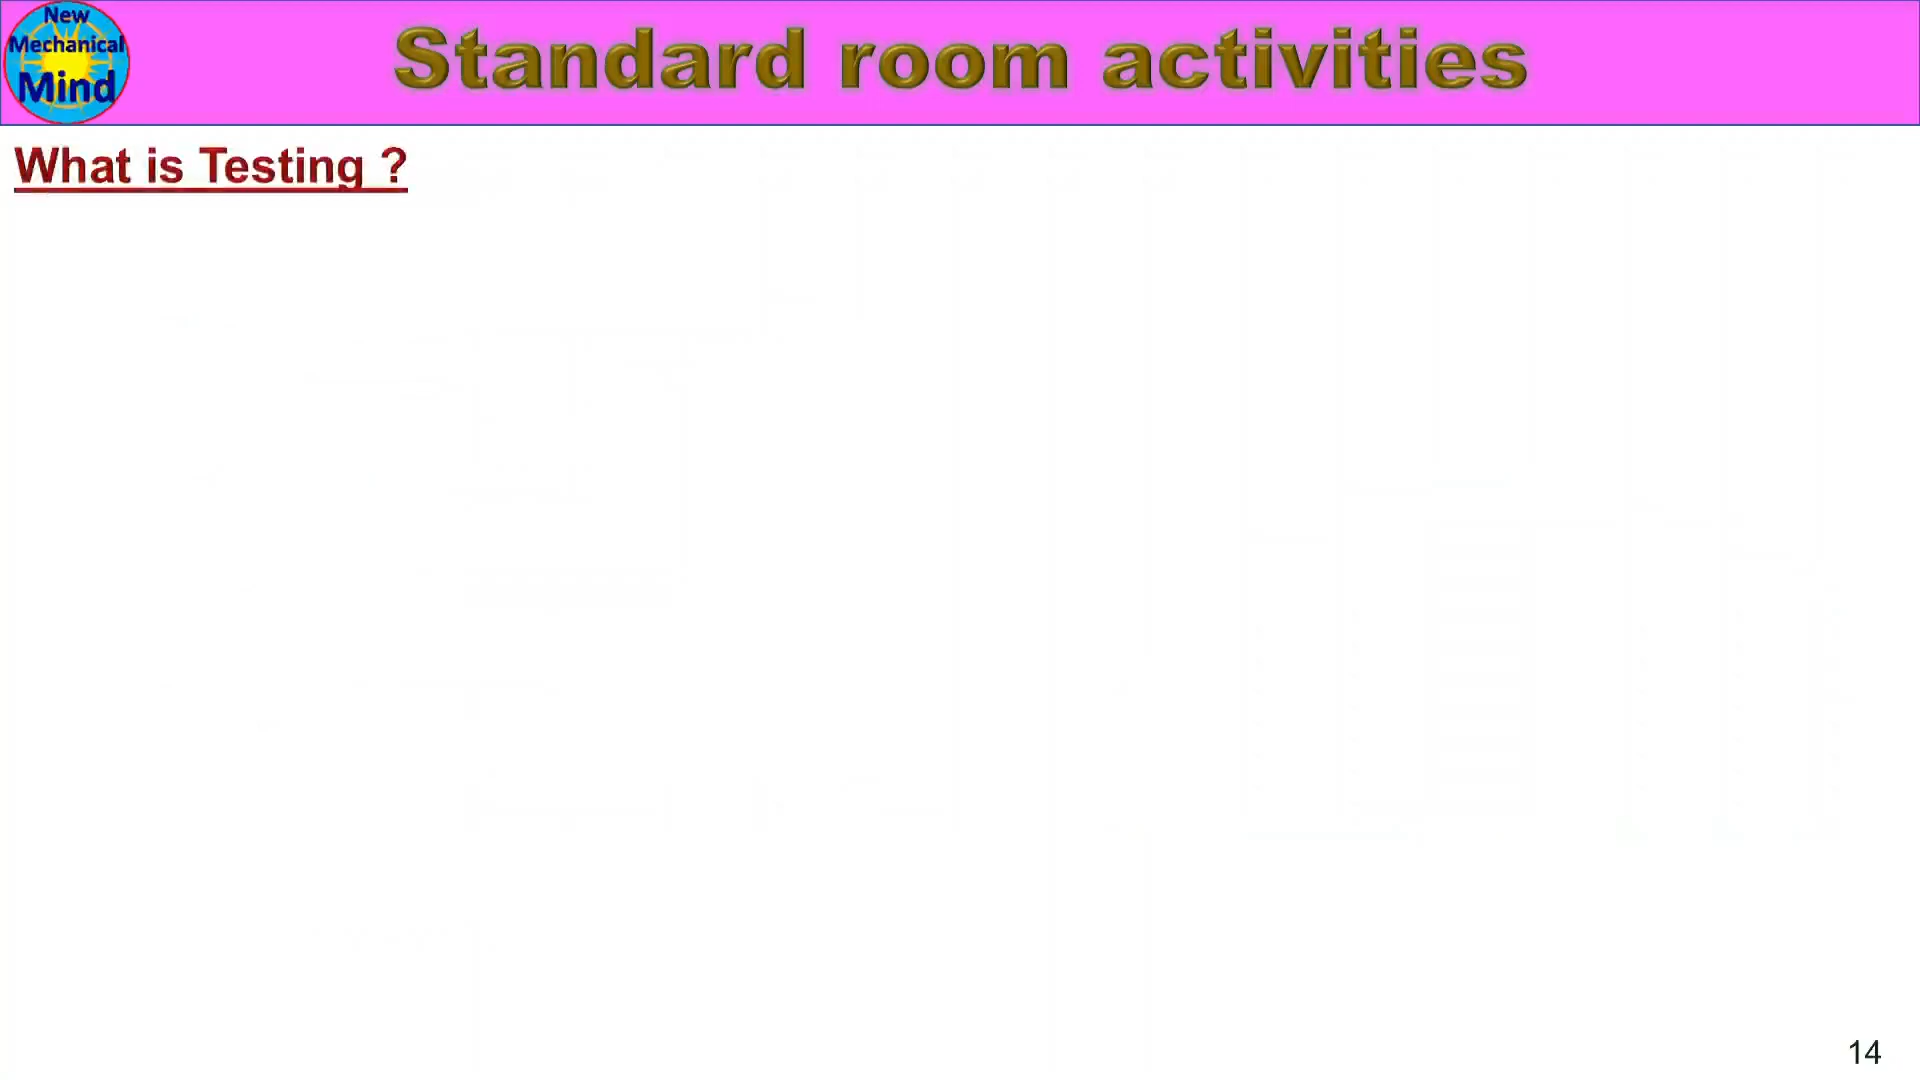 New
Mechanical
Mind
Standard room activities
What is Testing ?
14